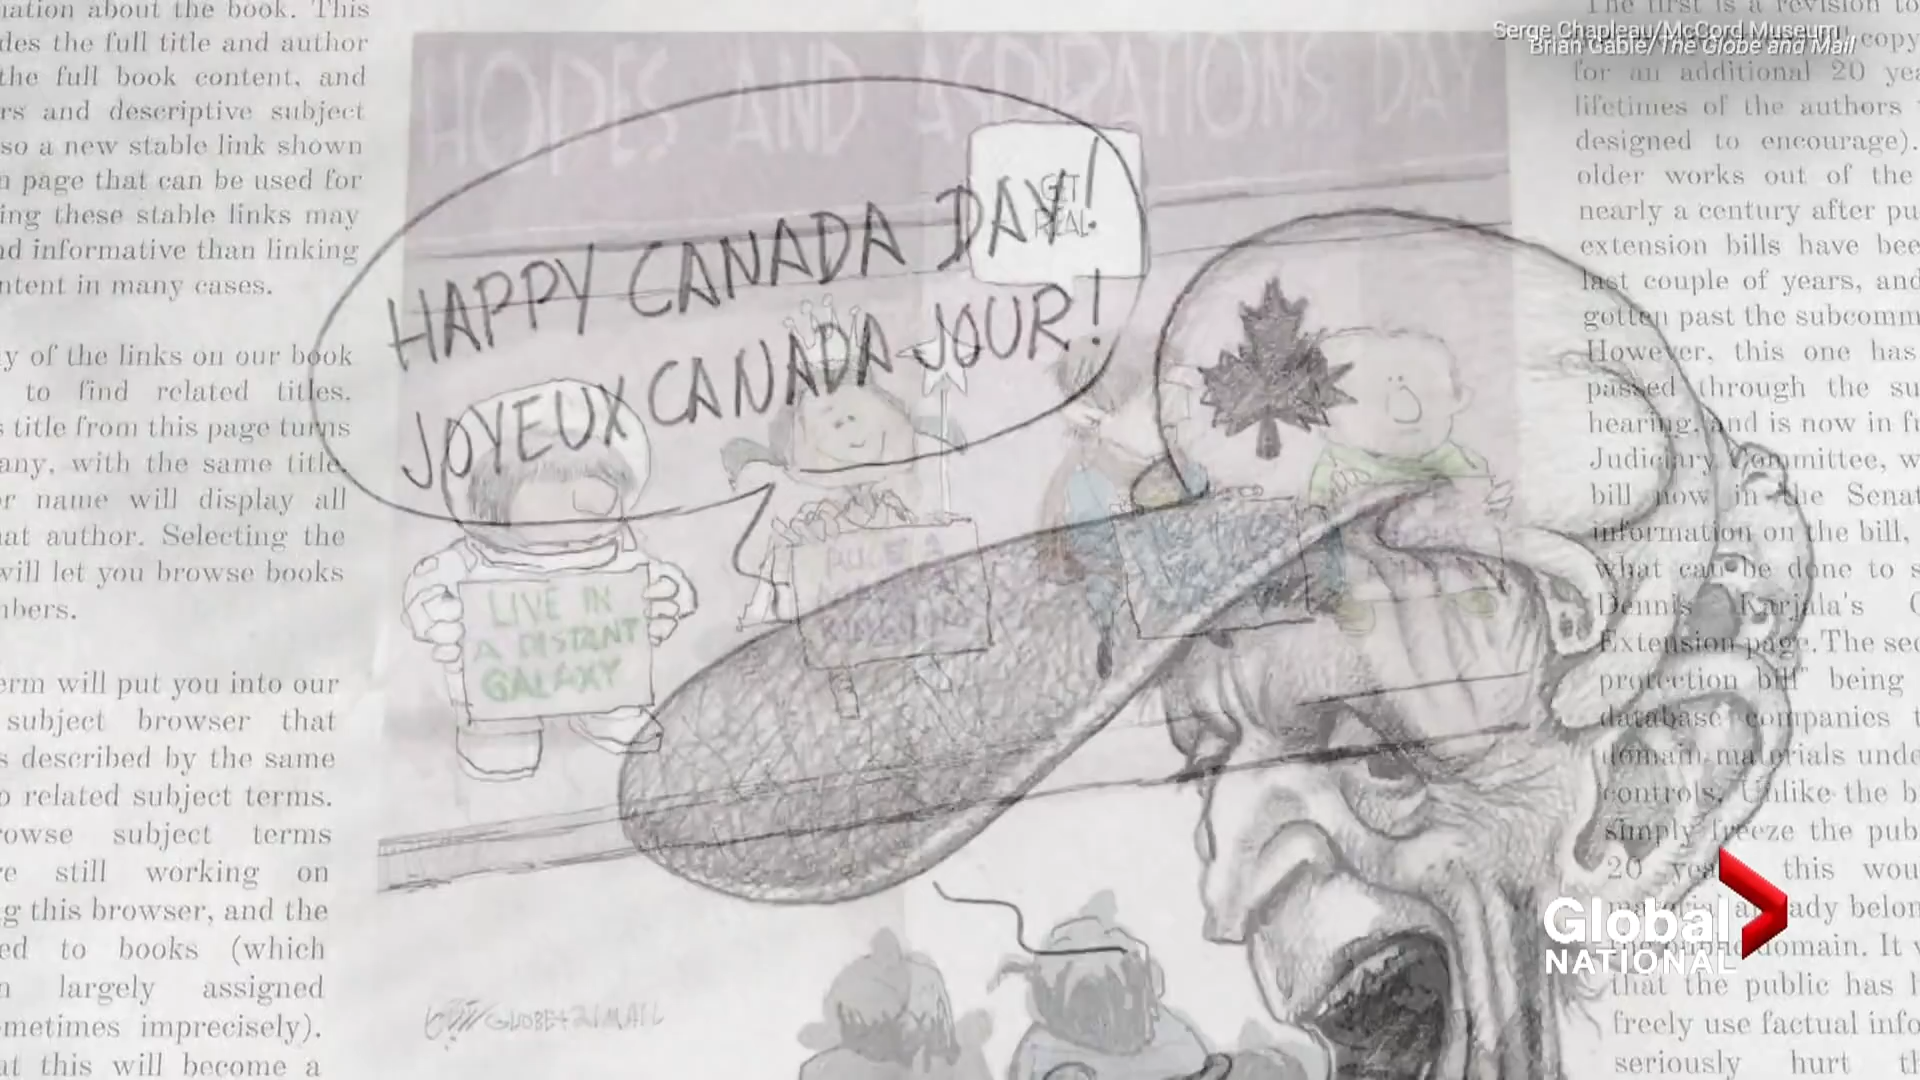 Serge Chapleau/McCord Museum
Brian Gable/The Globe and Mail
HOPES AND ASPIRATIONS DAY
GET
REAL.
HAPPY CANADA DAY!
JOYEUX CANADA JOUR!
LIVE IN
A DISTANT
GALAXY
GLOBE+MAIL
ation about the book. This
des the full title and author
the full book content, and
rs and descriptive subject
so a new stable link shown
page that can be used for
ing these stable links may
nd informative than linking
ntent in many cases.
y of the links on our book
to find related titles.
title from this page turns
any, with the same title.
or name will display all
at author. Selecting the
will let you browse books
bers.
erm will put you into our
subject browser that
s described by the same
o related subject terms.
rowse subject terms
re still working on
g this browser, and the
ed to books (which
largely assigned
ometimes imprecisely).
at this will become a
The first is a revision to
copy
for an additional 20 yea
lifetimes of the authors
designed to encourage).
older works out of the
nearly a century after pu
extension bills have bee
last couple of years, and
gotten past the subcomm
However, this one has
passed through the su
hearing, and is now in fu
Judiciary Committee, w
bill now in the Senat
information on the bill,
what can be done to s
Dennis Karjala's C
Extension page. The sec
protection bill" being
database companies t
domain materials unde
controls. Unlike the b
simply freeze the pub
20 yea this wou
material already belon
the public domain. It w
that the public has l
freely use factual info
seriously hurt th
Global
NATIONAL